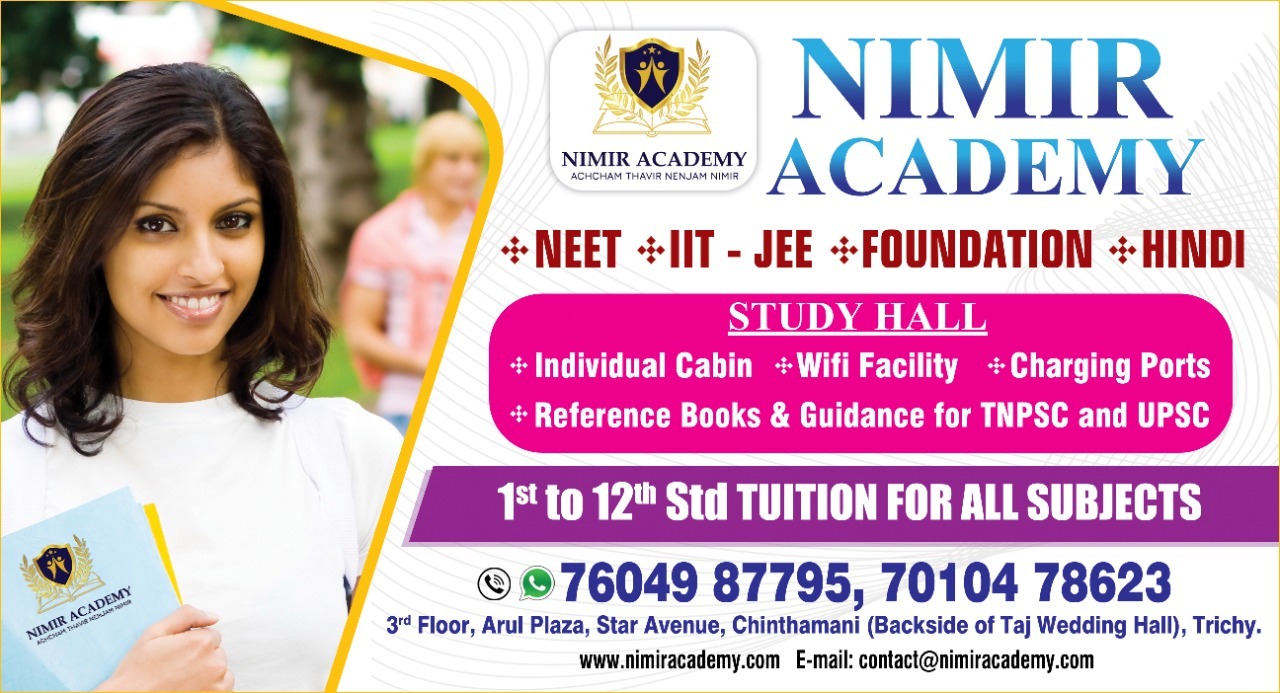 NIMIR ACADEMY
ACHCHAM THAVIR NENJAM NIMIR
NIMIR
ACADEMY
NEET IIT - JEE FOUNDATION HINDI
STUDY HALL
Individual Cabin Wifi Facility Charging Ports
Reference Books & Guidance for TNPSC and UPSC
1st to 12th Std TUITION FOR ALL SUBJECTS
76049 87795, 70104 78623
3rd Floor, Arul Plaza, Star Avenue, Chinthamani (Backside of Taj Wedding Hall), Trichy.
www.nimiracademy.com E-mail: contact@nimiracademy.com
NIMIR ACADEMY
ACHCHAM THAVIR NENJAM NIMIR